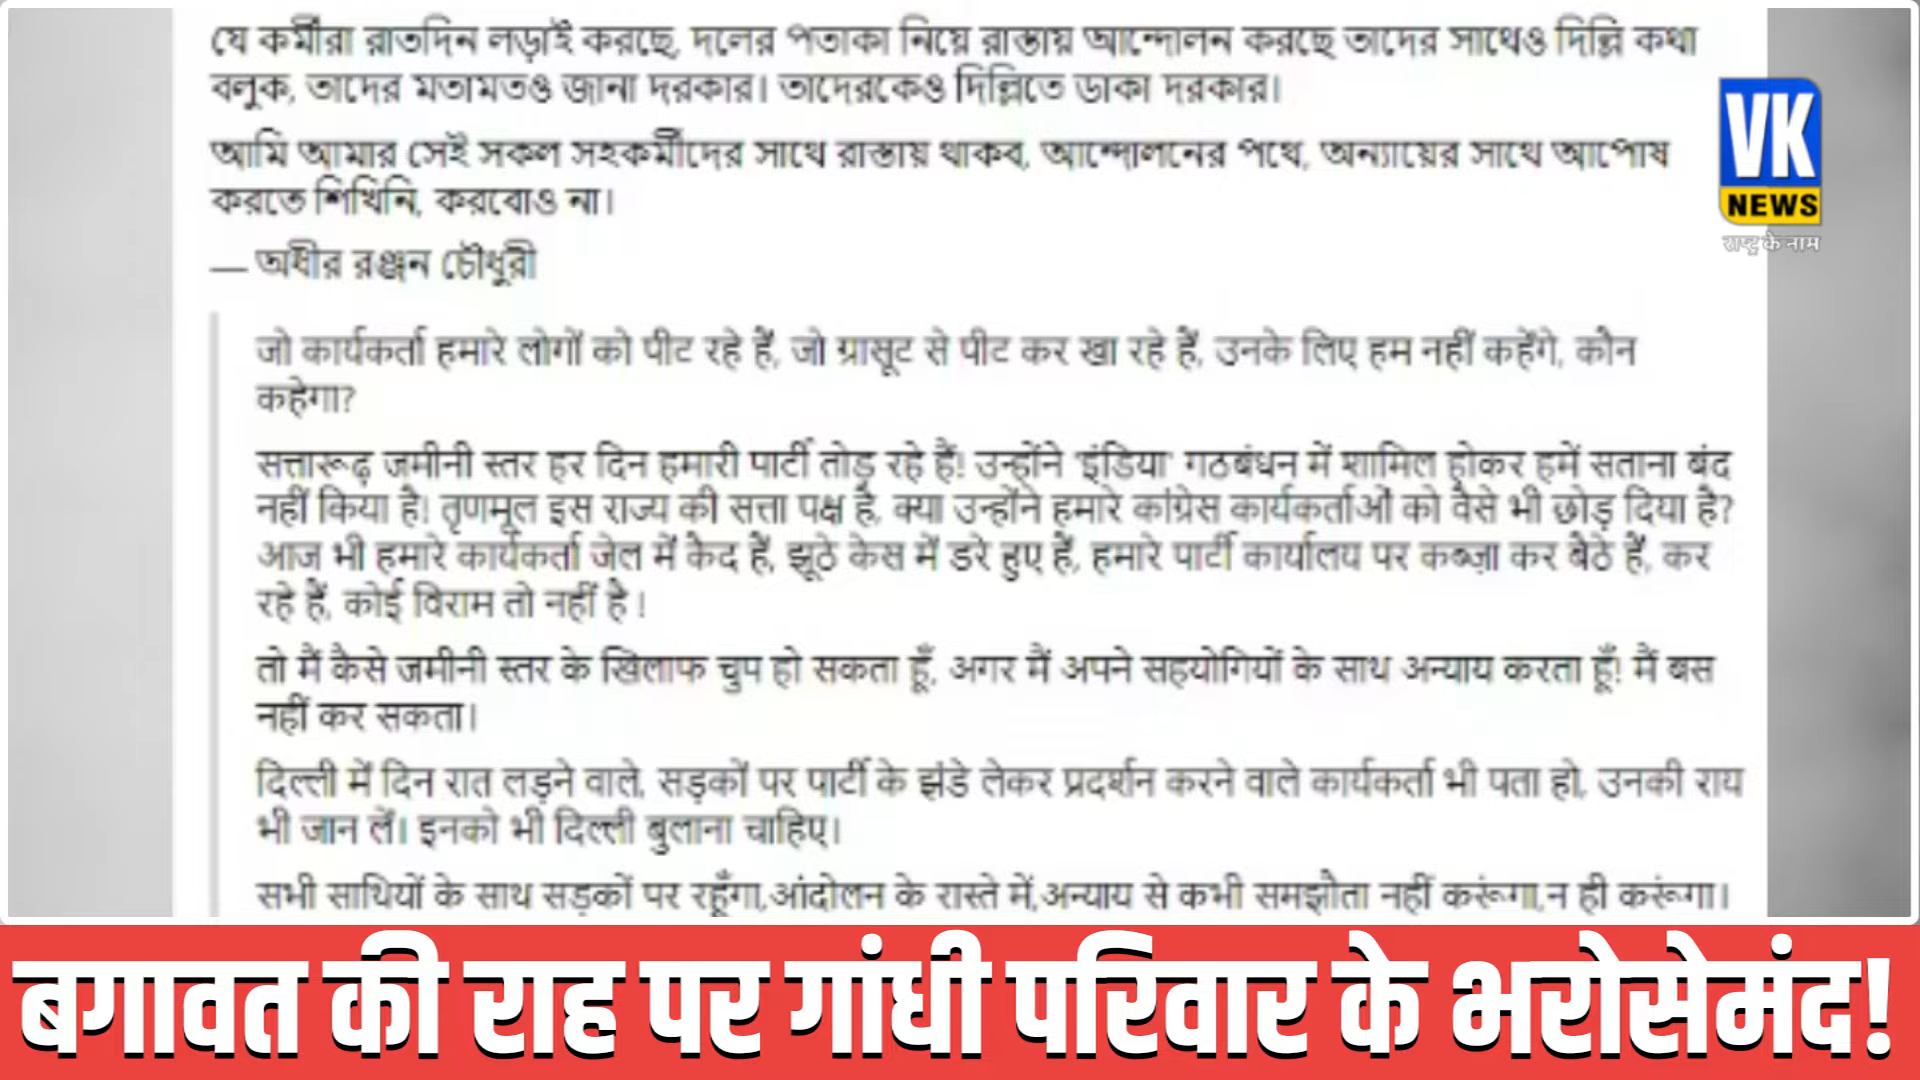 যে কর্মীরা রাতদিন লড়াই করছে, দলের পতাকা নিয়ে রাস্তায় আন্দোলন করছে তাদের সাথেও দিল্লি কথা
বলুক, তাদের মতামতও জানা দরকার। তাদেরকেও দিল্লিতে ডাকা দরকার।
আমি আমার সেই সকল সহকর্মীদের সাথে রাস্তায় থাকব, আন্দোলনের পথে, অন্যায়ের সাথে আপোষ
করতে শিখিনি, করবোও না।
— অধীর রঞ্জন চৌধুরী
VK
NEWS
राष्ट्र के नाम
जो कार्यकर्ता हमारे लोगों को पीट रहे हैं, जो ग्रासूट से पीट कर खा रहे हैं, उनके लिए हम नहीं कहेंगे, कौन
कहेगा?
सत्तारूढ़ जमीनी स्तर हर दिन हमारी पार्टी तोड़ रहे हैं! उन्होंने 'इंडिया' गठबंधन में शामिल होकर हमें सताना बंद
नहीं किया है! तृणमूल इस राज्य की सत्ता पक्ष है, क्या उन्होंने हमारे कांग्रेस कार्यकर्ताओं को वैसे भी छोड़ दिया है?
आज भी हमारे कार्यकर्ता जेल में कैद हैं, झूठे केस में डरे हुए हैं, हमारे पार्टी कार्यालय पर कब्ज़ा कर बैठे हैं, कर
रहे हैं, कोई विराम तो नहीं है !
तो मैं कैसे जमीनी स्तर के खिलाफ चुप हो सकता हूँ, अगर मैं अपने सहयोगियों के साथ अन्याय करता हूँ! मैं बस
नहीं कर सकता।
दिल्ली में दिन रात लड़ने वाले, सड़कों पर पार्टी के झंडे लेकर प्रदर्शन करने वाले कार्यकर्ता भी पता हो, उनकी राय
भी जान लें। इनको भी दिल्ली बुलाना चाहिए।
सभी साथियों के साथ सड़कों पर रहूँगा,आंदोलन के रास्ते में,अन्याय से कभी समझौता नहीं करूंगा,न ही करूंगा।
बगावत की राह पर गांधी परिवार के भरोसेमंद!